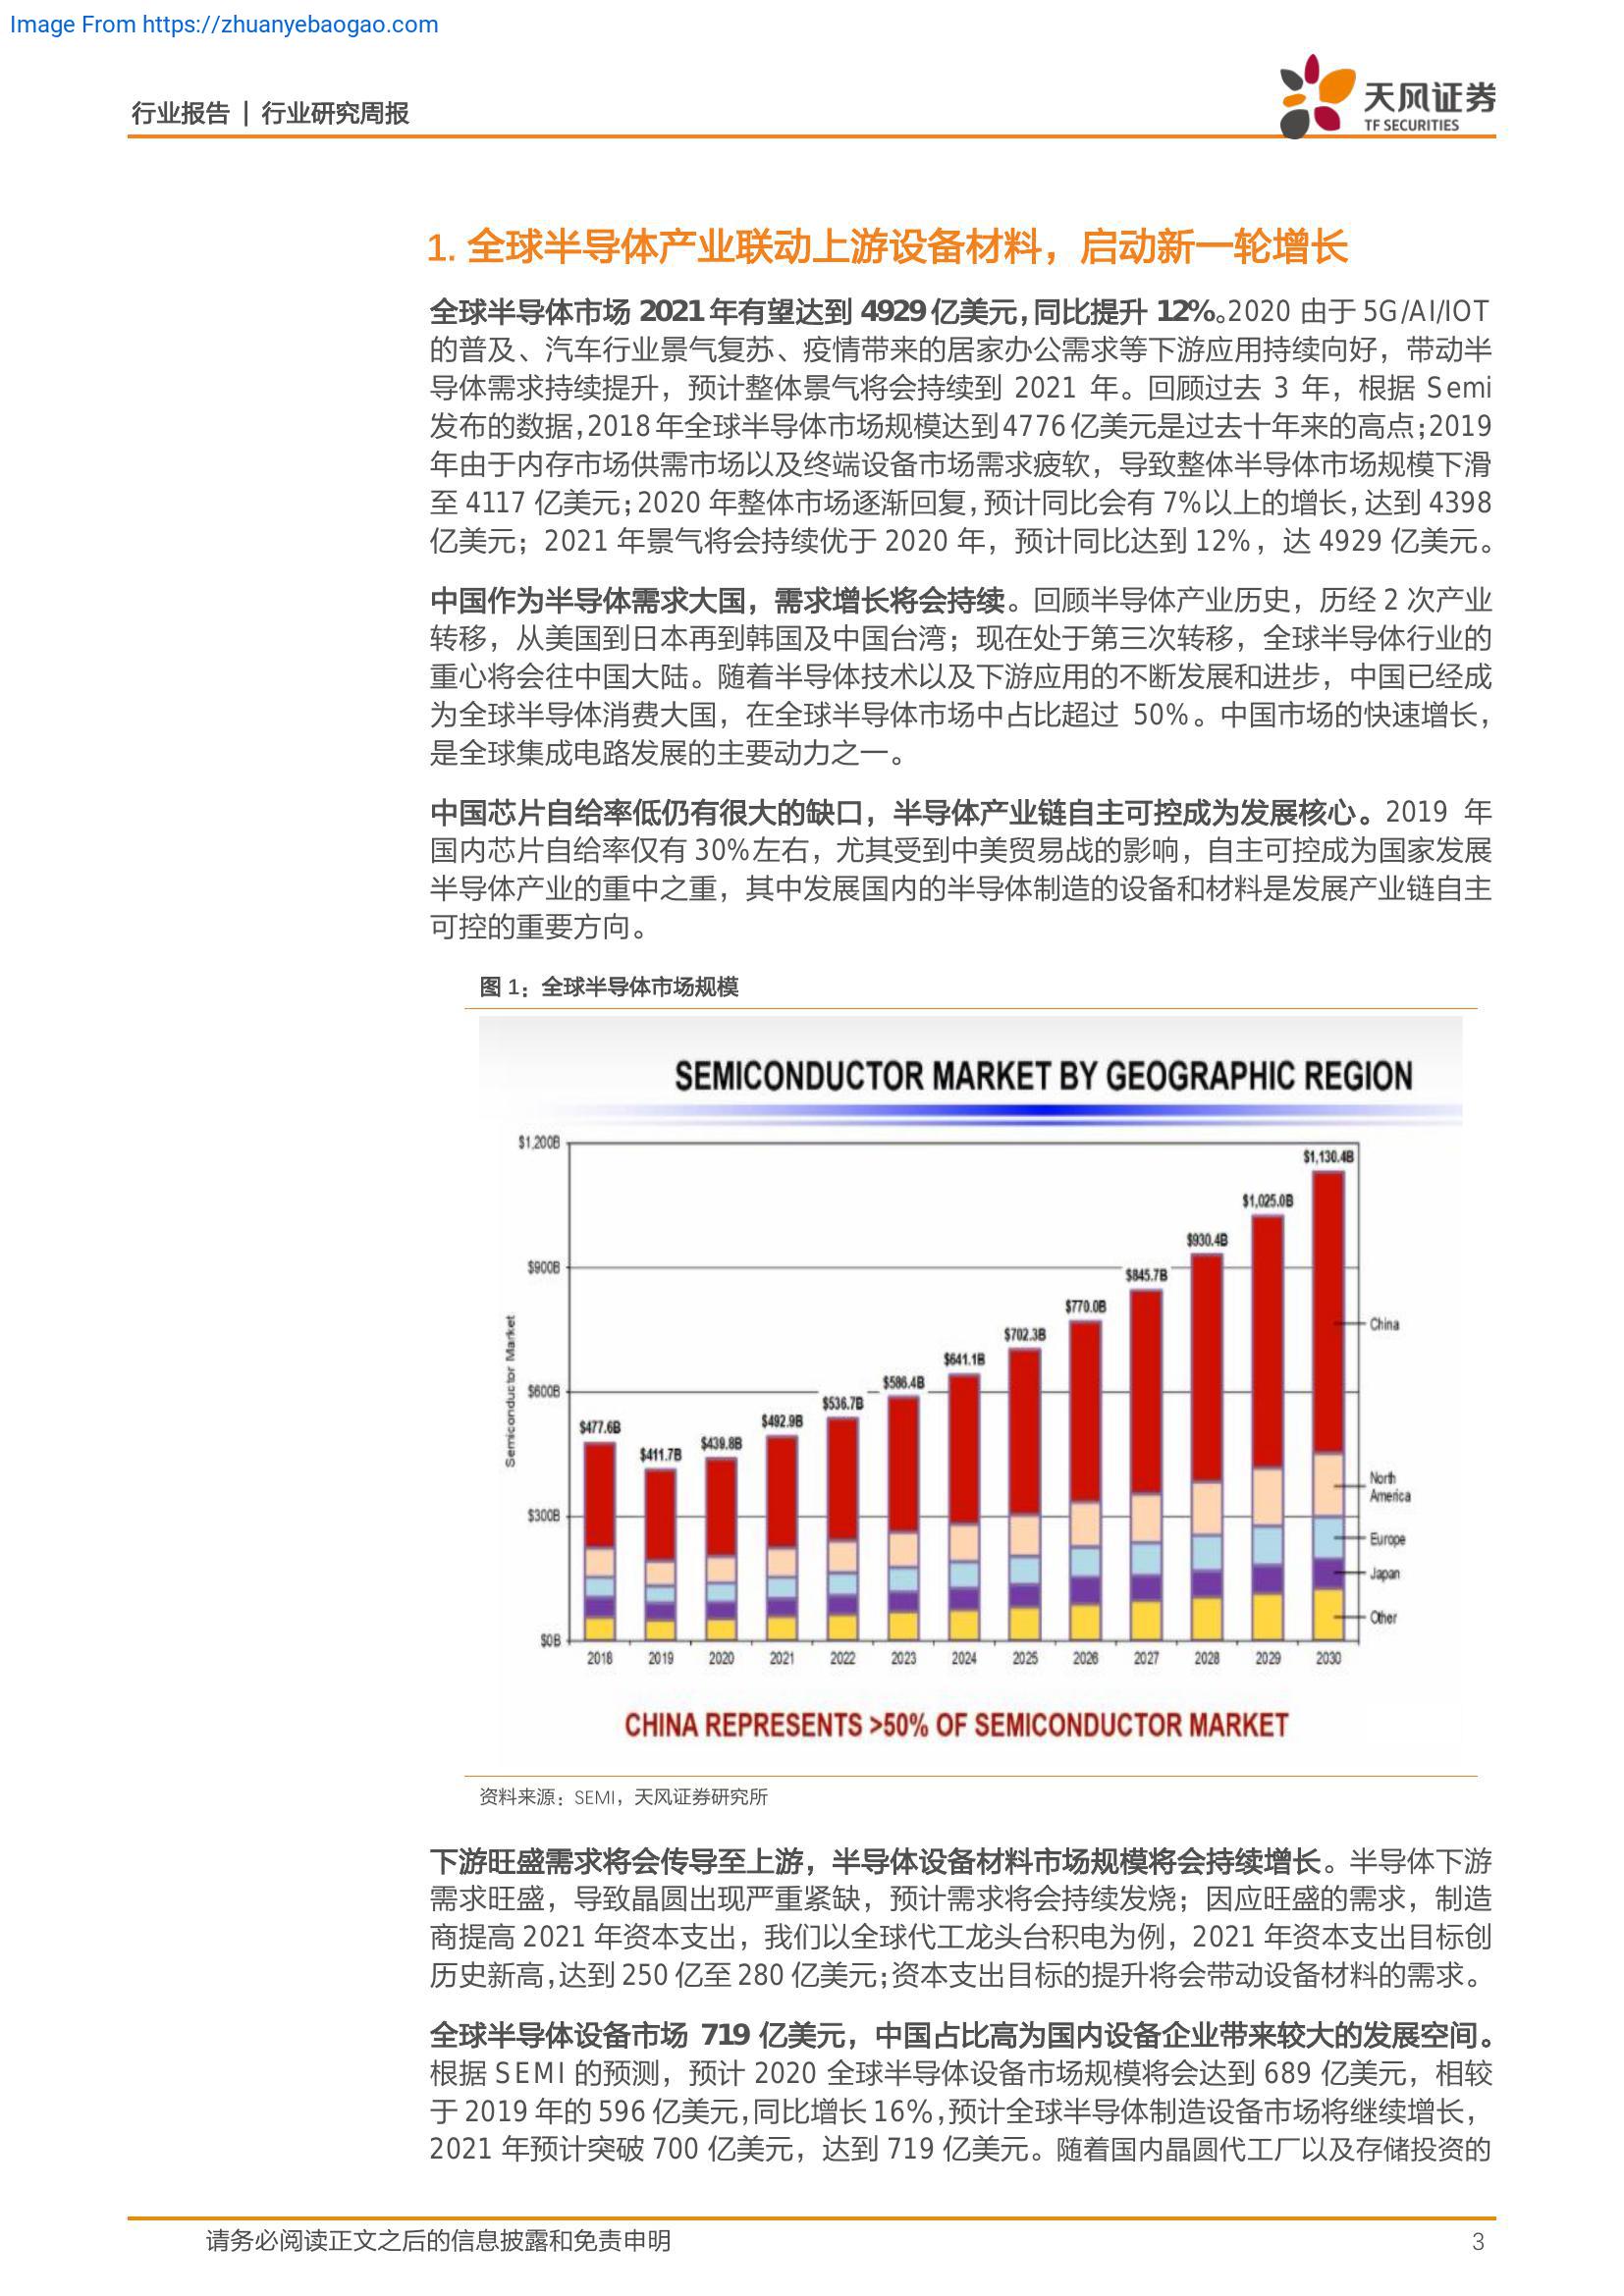 Image From https://zhuanyebaogao.com
行业报告 | 行业研究周报
天风证券
TF SECURITIES
1. 全球半导体产业联动上游设备材料，启动新一轮增长
全球半导体市场 2021 年有望达到 4929 亿美元，同比提升 12%。2020 由于 5G/AI/IOT
的普及、汽车行业景气复苏、疫情带来的居家办公需求等下游应用持续向好，带动半
导体需求持续提升，预计整体景气将会持续到 2021 年。回顾过去 3 年，根据 Semi
发布的数据，2018 年全球半导体市场规模达到 4776 亿美元是过去十年来的高点；2019
年由于内存市场供需市场以及终端设备市场需求疲软，导致整体半导体市场规模下滑
至 4117 亿美元；2020 年整体市场逐渐回复，预计同比会有 7%以上的增长，达到 4398
亿美元；2021 年景气将会持续优于 2020 年，预计同比达到 12%，达 4929 亿美元。
中国作为半导体需求大国，需求增长将会持续。回顾半导体产业历史，历经 2 次产业
转移，从美国到日本再到韩国及中国台湾；现在处于第三次转移，全球半导体行业的
重心将会往中国大陆。随着半导体技术以及下游应用的不断发展和进步，中国已经成
为全球半导体消费大国，在全球半导体市场中占比超过 50%。中国市场的快速增长，
是全球集成电路发展的主要动力之一。
中国芯片自给率低仍有很大的缺口，半导体产业链自主可控成为发展核心。2019 年
国内芯片自给率仅有 30%左右，尤其受到中美贸易战的影响，自主可控成为国家发展
半导体产业的重中之重，其中发展国内的半导体制造的设备和材料是发展产业链自主
可控的重要方向。
图 1：全球半导体市场规模
SEMICONDUCTOR MARKET BY GEOGRAPHIC REGION
Semiconductor Market
$1,200B
$900B
$600B
$300B
$0B
$477.6B
$411.7B
$439.8B
$492.9B
$536.7B
$586.4B
$641.1B
$702.3B
$770.0B
$845.7B
$930.4B
$1,025.0B
$1,130.4B
China
North
America
Europe
Japan
Other
2018 2019 2020 2021 2022 2023 2024 2025 2026 2027 2028 2029 2030
CHINA REPRESENTS >50% OF SEMICONDUCTOR MARKET
资料来源：SEMI，天风证券研究所
下游旺盛需求将会传导至上游，半导体设备材料市场规模将会持续增长。半导体下游
需求旺盛，导致晶圆出现严重紧缺，预计需求将会持续发烧；因应旺盛的需求，制造
商提高 2021 年资本支出，我们以全球代工龙头台积电为例，2021 年资本支出目标创
历史新高，达到 250 亿至 280 亿美元；资本支出目标的提升将会带动设备材料的需求。
全球半导体设备市场 719 亿美元，中国占比高为国内设备企业带来较大的发展空间。
根据 SEMI 的预测，预计 2020 全球半导体设备市场规模将会达到 689 亿美元，相较
于 2019 年的 596 亿美元，同比增长 16%，预计全球半导体制造设备市场将继续增长，
2021 年预计突破 700 亿美元，达到 719 亿美元。随着国内晶圆代工厂以及存储投资的
请务必阅读正文之后的信息披露和免责申明
3